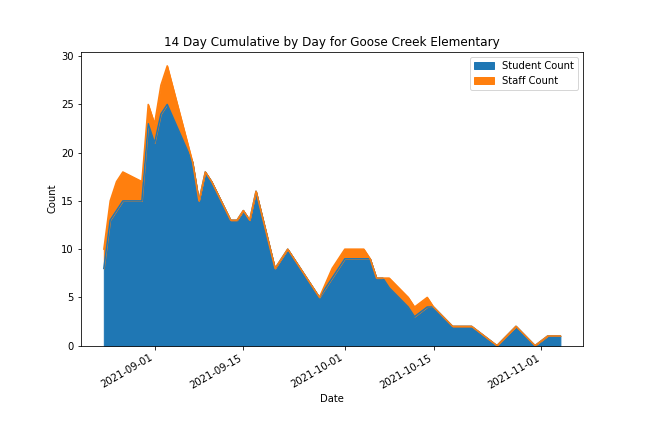 14 Day Cumulative by Day for Goose Creek Elementary
30
25
20
15
10
5
0
Count
Student Count
Staff Count
2021-09-01
2021-09-15
2021-10-01
2021-10-15
2021-11-01
Date